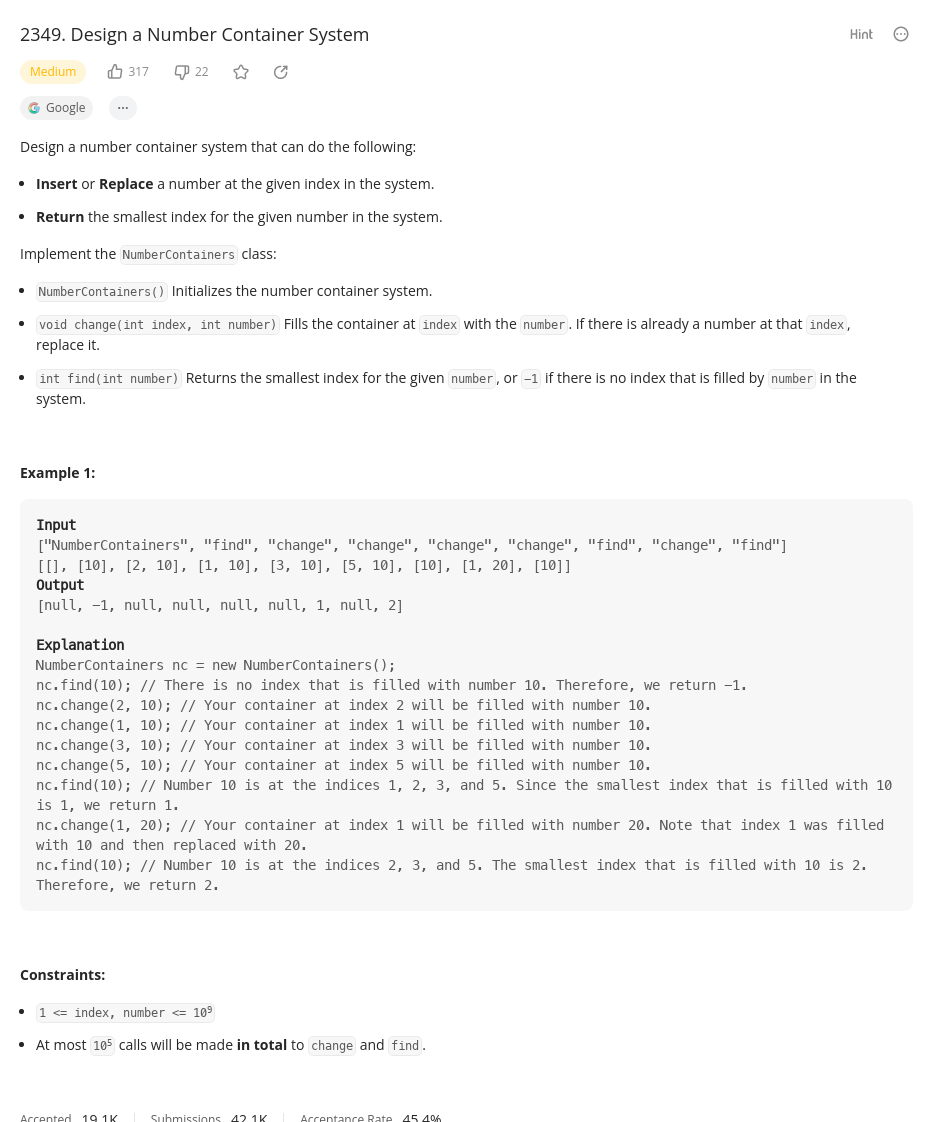 2349. Design a Number Container System
Hint
Medium 317 22
Google ...
Design a number container system that can do the following:
• Insert or Replace a number at the given index in the system.
• Return the smallest index for the given number in the system.
Implement the NumberContainers class:
• NumberContainers() Initializes the number container system.
• void change(int index, int number) Fills the container at index with the number. If there is already a number at that index,
replace it.
• int find(int number) Returns the smallest index for the given number, or -1 if there is no index that is filled by number in the
system.
Example 1:
Input
["NumberContainers", "find", "change", "change", "change", "change", "find", "change", "find"]
[[], [10], [2, 10], [1, 10], [3, 10], [5, 10], [10], [1, 20], [10]]
Output
[null, -1, null, null, null, null, 1, null, 2]
Explanation
NumberContainers nc = new NumberContainers();
nc.find(10); // There is no index that is filled with number 10. Therefore, we return -1.
nc.change(2, 10); // Your container at index 2 will be filled with number 10.
nc.change(1, 10); // Your container at index 1 will be filled with number 10.
nc.change(3, 10); // Your container at index 3 will be filled with number 10.
nc.change(5, 10); // Your container at index 5 will be filled with number 10.
nc.find(10); // Number 10 is at the indices 1, 2, 3, and 5. Since the smallest index that is filled with 10
is 1, we return 1.
nc.change(1, 20); // Your container at index 1 will be filled with number 20. Note that index 1 was filled
with 10 and then replaced with 20.
nc.find(10); // Number 10 is at the indices 2, 3, and 5. The smallest index that is filled with 10 is 2.
Therefore, we return 2.
Constraints:
• 1 <= index, number <= 10⁹
• At most 10⁵ calls will be made in total to change and find.
Accepted 19.1K Submissions 42.1K Acceptance Rate 45.4%